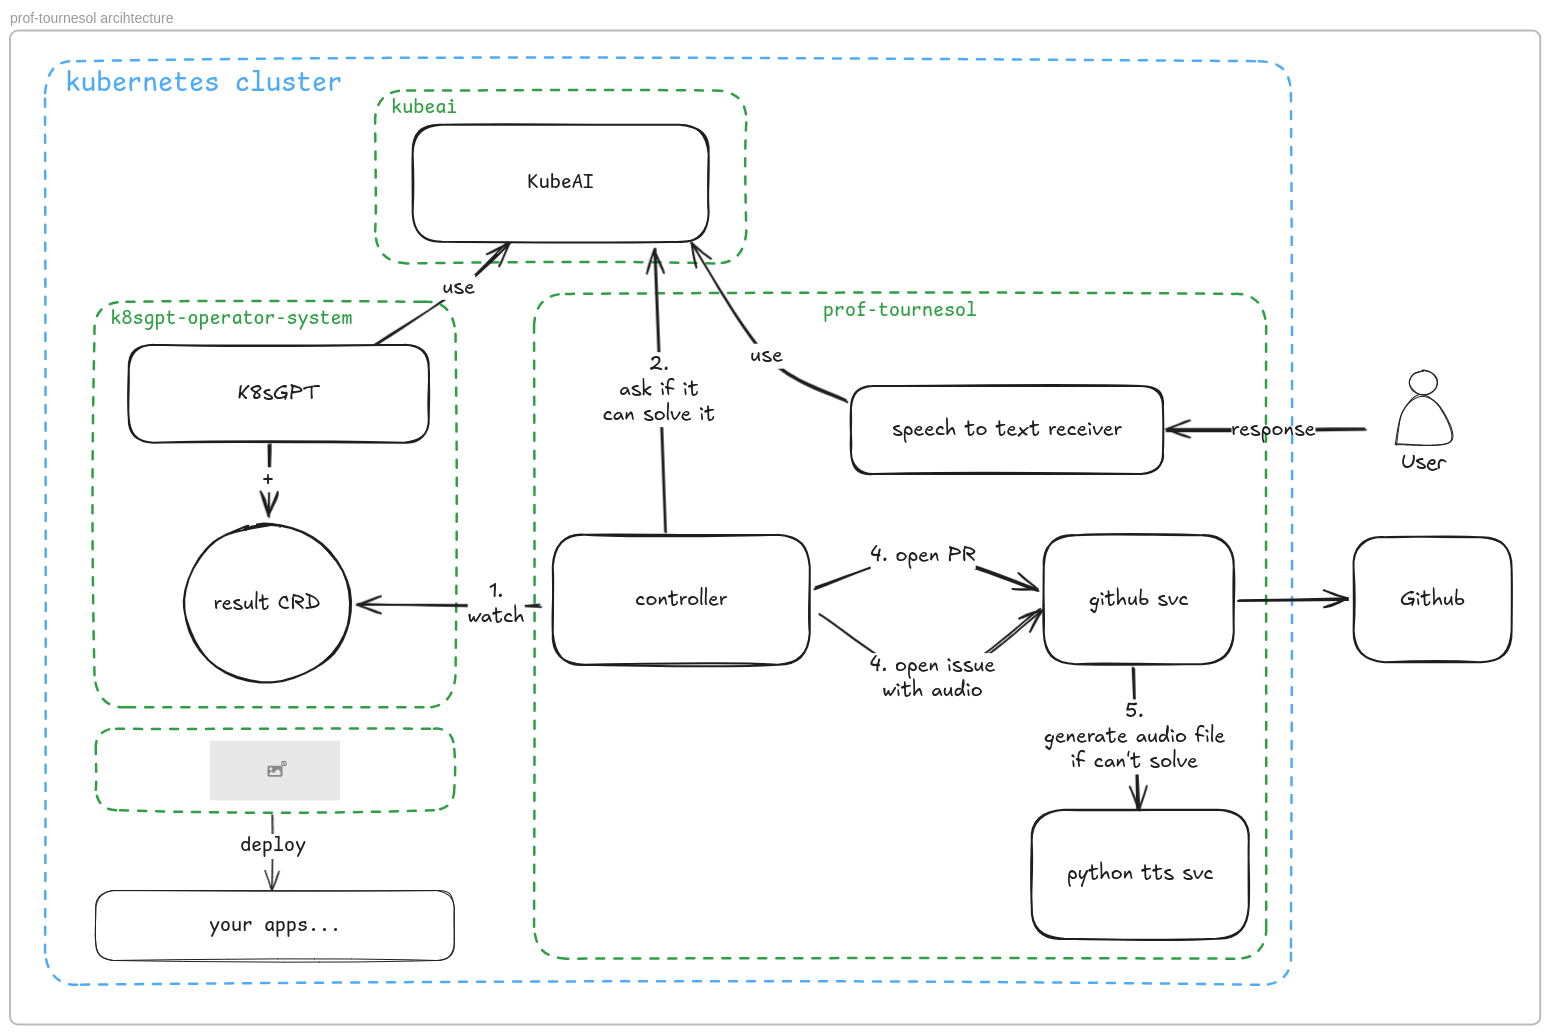 prof-tournesol arcihtecture
kubernetes cluster
kubeai
KubeAI
use
k8sgpt-operator-system
K8sGPT
+
result CRD
prof-tournesol
2.
ask if it
can solve it
use
speech to text receiver
response
User
1.
watch
controller
4. open PR
4. open issue
with audio
github svc
Github
5.
generate audio file
if can't solve
python tts svc
deploy
your apps...